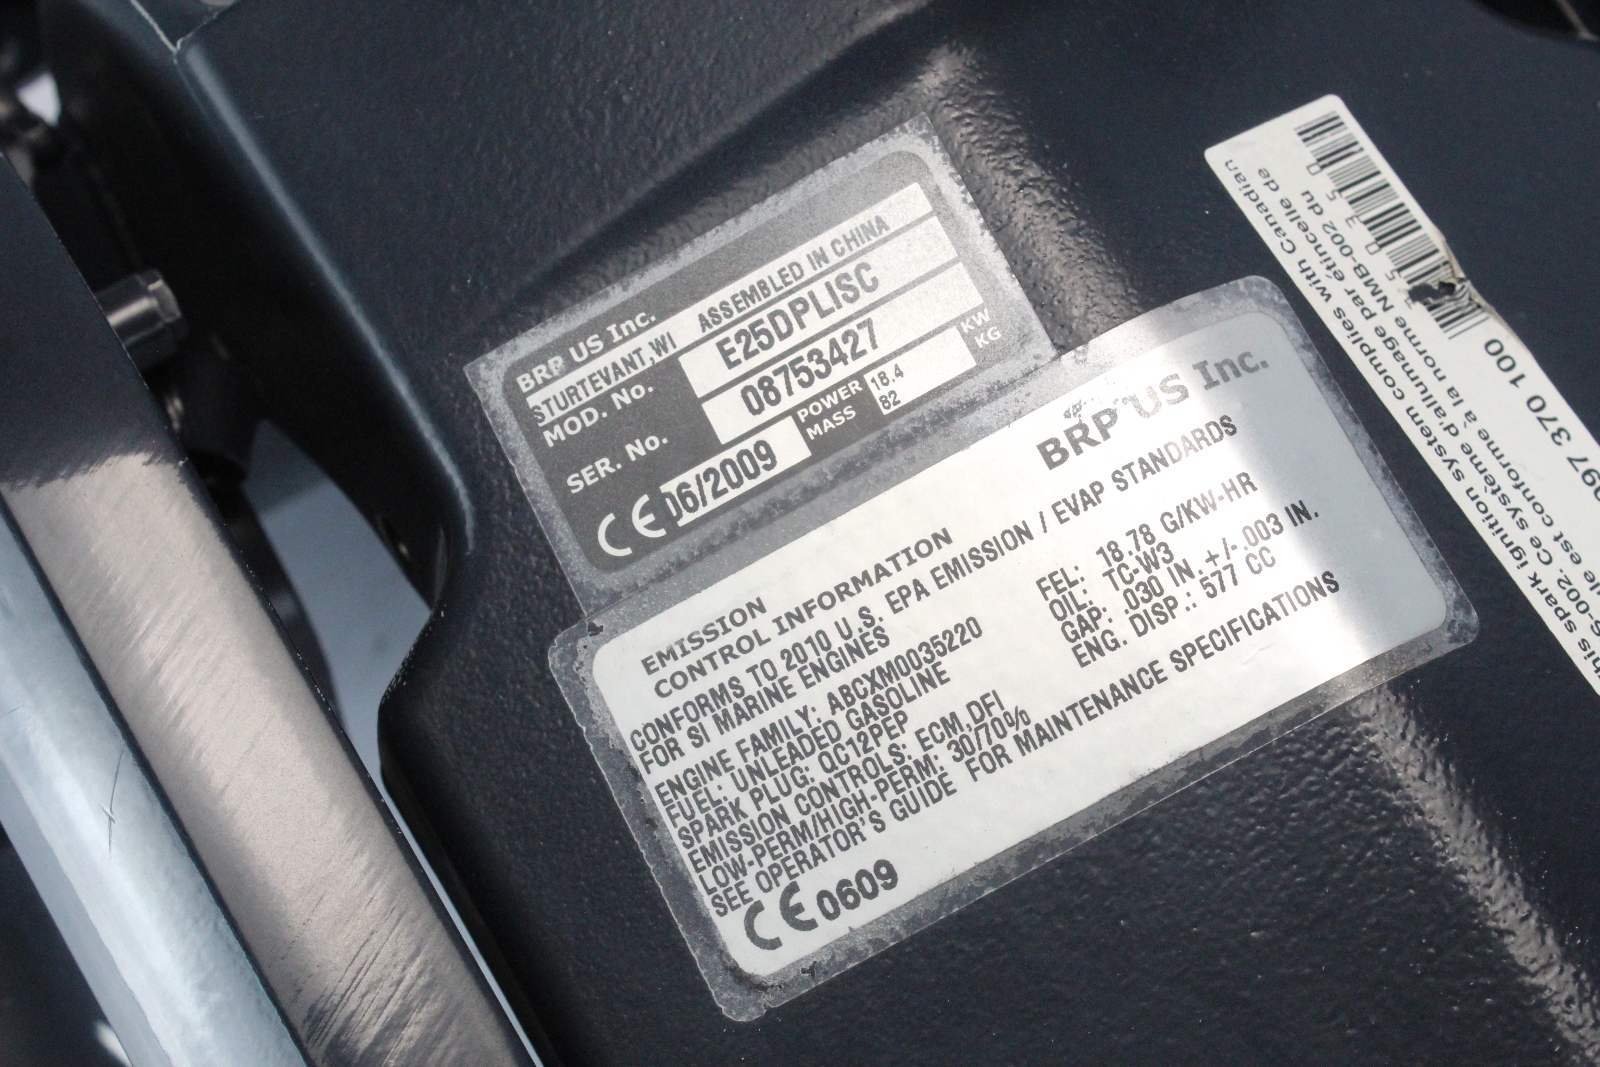 BRP US Inc.
STURTEVANT, WI ASSEMBLED IN CHINA
MOD. No. E25DPLISC
SER. No. 08753427
CE 06/2009
POWER 18.4 KW
MASS 82 KG
BRP US Inc.
EMISSION
CONTROL INFORMATION
CONFORMS TO 2010 U.S. EPA EMISSION / EVAP STANDARDS
FOR SI MARINE ENGINES
ENGINE FAMILY: ABCXM0035220
FUEL: UNLEADED GASOLINE
SPARK PLUG: QC12PEP
EMISSION CONTROLS: ECM, DFI
LOW-PERM/HIGH-PERM: 30/70%
SEE OPERATOR'S GUIDE FOR MAINTENANCE SPECIFICATIONS
FEL: 18.78 G/KW-HR
OIL: TC-W3
GAP: .030 IN. +/-.003 IN.
ENG. DISP.: 577 CC
CE 0609
370 100
This spark ignition system complies with Canadian
-002. Ce système d'allumage par étincelle de
est conforme à la norme NMB-002 du